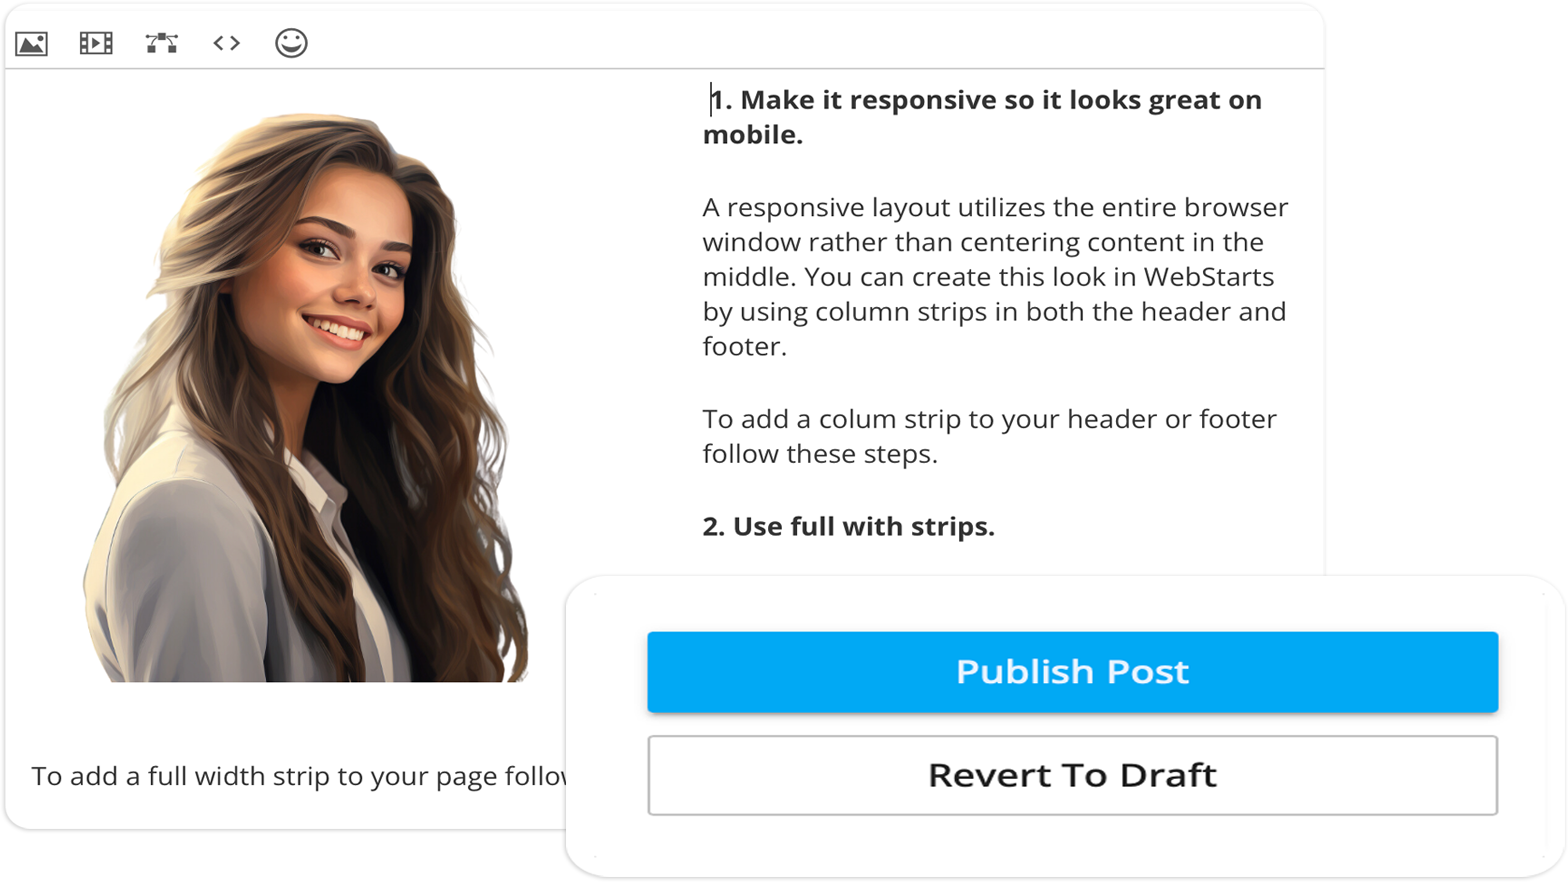 1. Make it responsive so it looks great on
mobile.
A responsive layout utilizes the entire browser
window rather than centering content in the
middle. You can create this look in WebStarts
by using column strips in both the header and
footer.
To add a colum strip to your header or footer
follow these steps.
2. Use full with strips.
To add a full width strip to your page
Publish Post
Revert To Draft